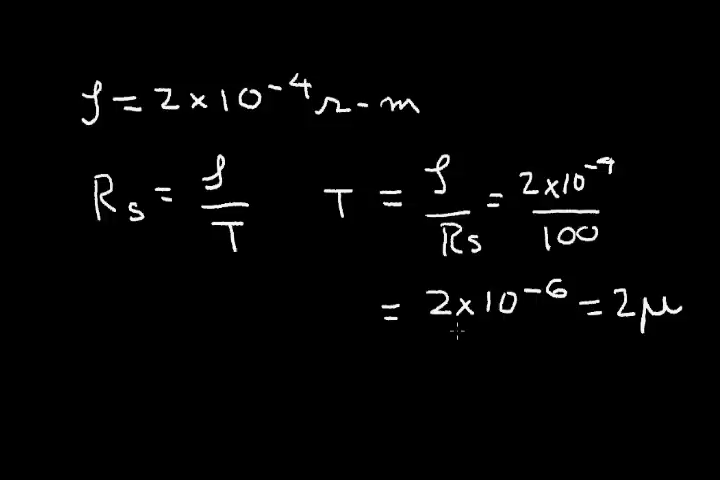 ρ = 2 × 10⁻⁴ Ω - m
Rs = ρ/T T = ρ/Rs = 2×10⁻⁴/100
= 2 × 10⁻⁶ = 2μ